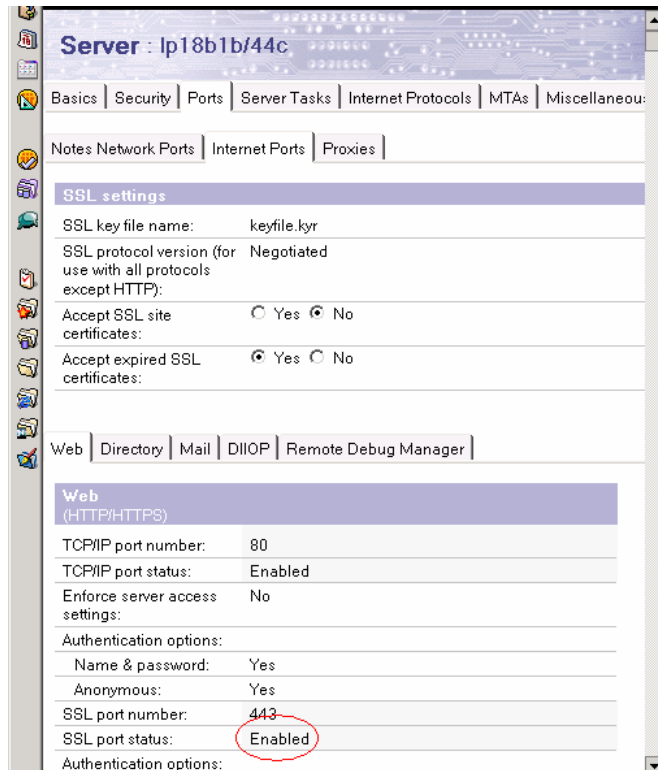 Server : lp18b1b/44c
Basics | Security | Ports | Server Tasks | Internet Protocols | MTAs | Miscellaneou
Notes Network Ports | Internet Ports | Proxies |
SSL settings
SSL key file name: keyfile.kyr
SSL protocol version (for Negotiated
use with all protocols
except HTTP):
Accept SSL site Yes No
certificates:
Accept expired SSL Yes No
certificates:
Web | Directory | Mail | DIIOP | Remote Debug Manager |
Web
(HTTP/HTTPS)
TCP/IP port number: 80
TCP/IP port status: Enabled
Enforce server access No
settings:
Authentication options:
Name & password: Yes
Anonymous: Yes
SSL port number: 443
SSL port status: Enabled
Authentication options: